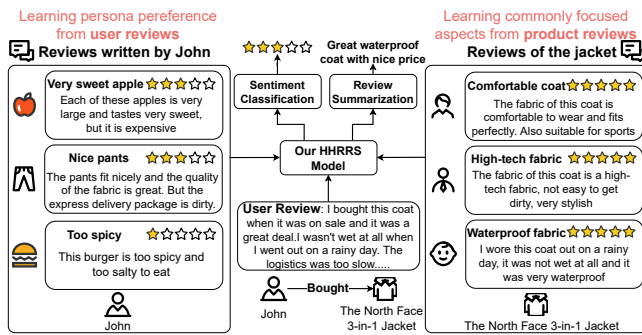 Learning persona pereference
from user reviews
Reviews written by John
Very sweet apple
Each of these apples is very
large and tastes very sweet,
but it is expensive
Nice pants
The pants fit nicely and the quality
of the fabric is great. But the
express delivery package is dirty.
Too spicy
This burger is too spicy and
too salty to eat
John
Great waterproof
coat with nice price
Sentiment
Classification
Review
Summarization
Our HHRRS
Model
User Review: I bought this coat
when it was on sale and it was a
great deal.I wasn't wet at all when
I went out on a rainy day. The
logistics was too slow.....
Bought
John
The North Face
3-in-1 Jacket
Learning commonly focused
aspects from product reviews
Reviews of the jacket
Comfortable coat
The fabric of this coat is
comfortable to wear and fits
perfectly. Also suitable for sports
High-tech fabric
The fabric of this coat is a high-
tech fabric, not easy to get
dirty, very stylish
Waterproof fabric
I wore this coat out on a rainy
day, it was not wet at all and it
was very waterproof
The North Face 3-in-1 Jacket